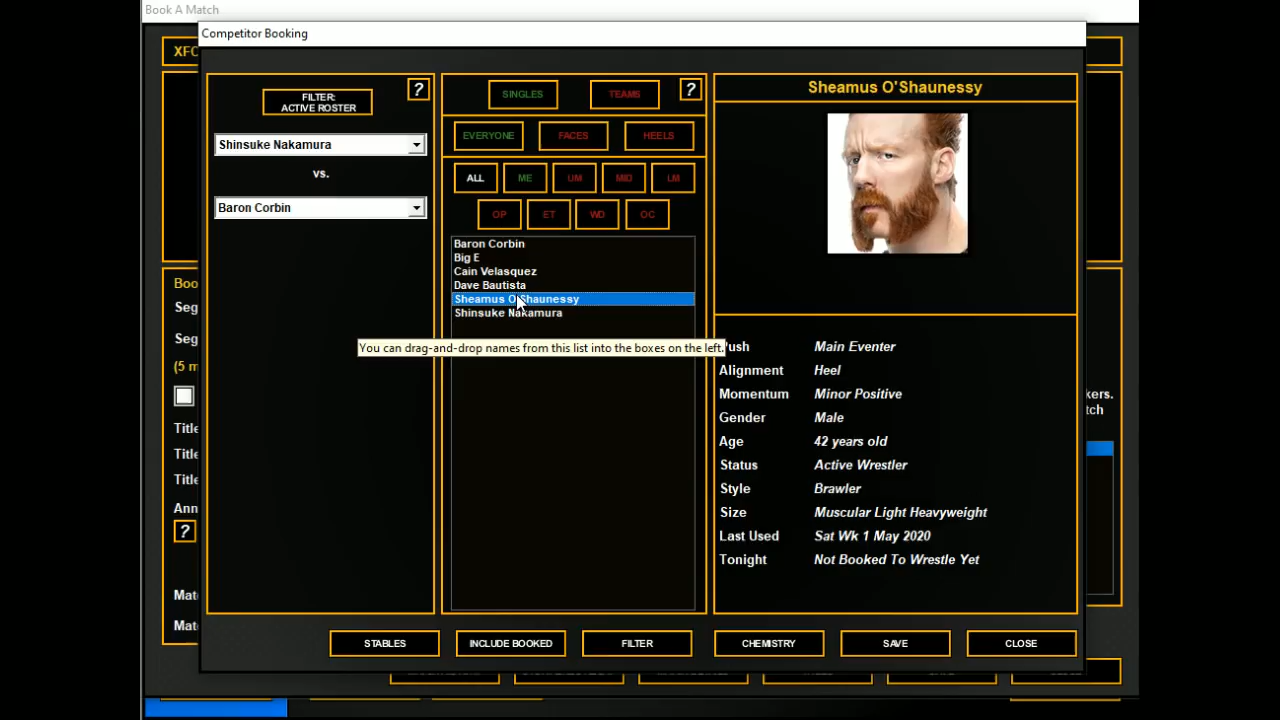 Book A Match
Competitor Booking
XFC
FILTER:
ACTIVE ROSTER
?
Shinsuke Nakamura
vs.
Baron Corbin
SINGLES
TEAMS
?
EVERYONE
FACES
HEELS
ALL
ME
UM
MID
LM
OP
ET
WD
OC
Baron Corbin
Big E
Cain Velasquez
Dave Bautista
Sheamus O'Shaunessy
Shinsuke Nakamura
You can drag-and-drop names from this list into the boxes on the left.
Sheamus O'Shaunessy
Push Main Eventer
Alignment Heel
Momentum Minor Positive
Gender Male
Age 42 years old
Status Active Wrestler
Style Brawler
Size Muscular Light Heavyweight
Last Used Sat Wk 1 May 2020
Tonight Not Booked To Wrestle Yet
Boo
Seg
Seg
(5 m
Title
Title
Title
Ann
?
Mat
Mat
kers.
tch
STABLES
INCLUDE BOOKED
FILTER
CHEMISTRY
SAVE
CLOSE